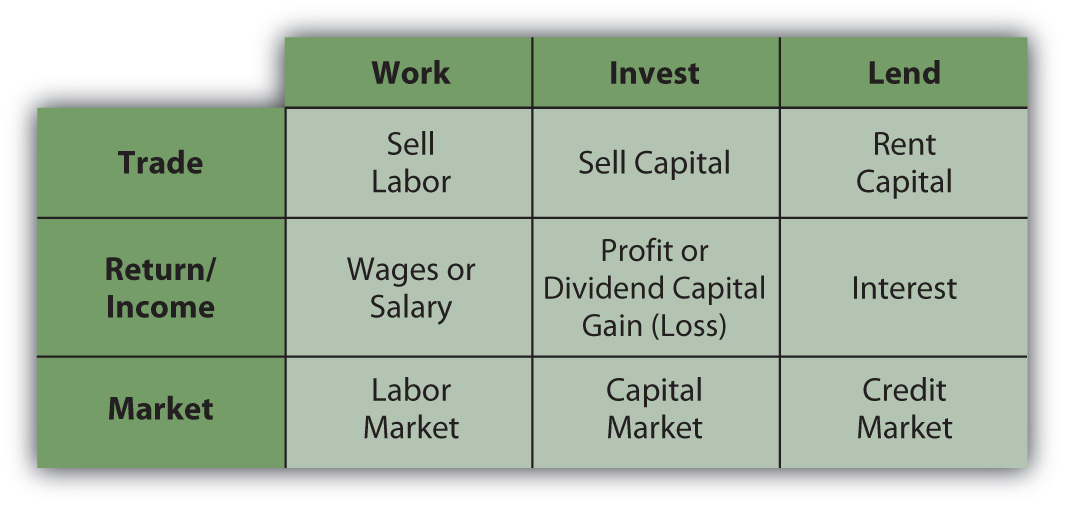 Work Invest Lend
Trade
Sell
Labor
Sell Capital
Rent
Capital
Return/
Income
Wages or
Salary
Profit or
Dividend Capital
Gain (Loss)
Interest
Market
Labor
Market
Capital
Market
Credit
Market